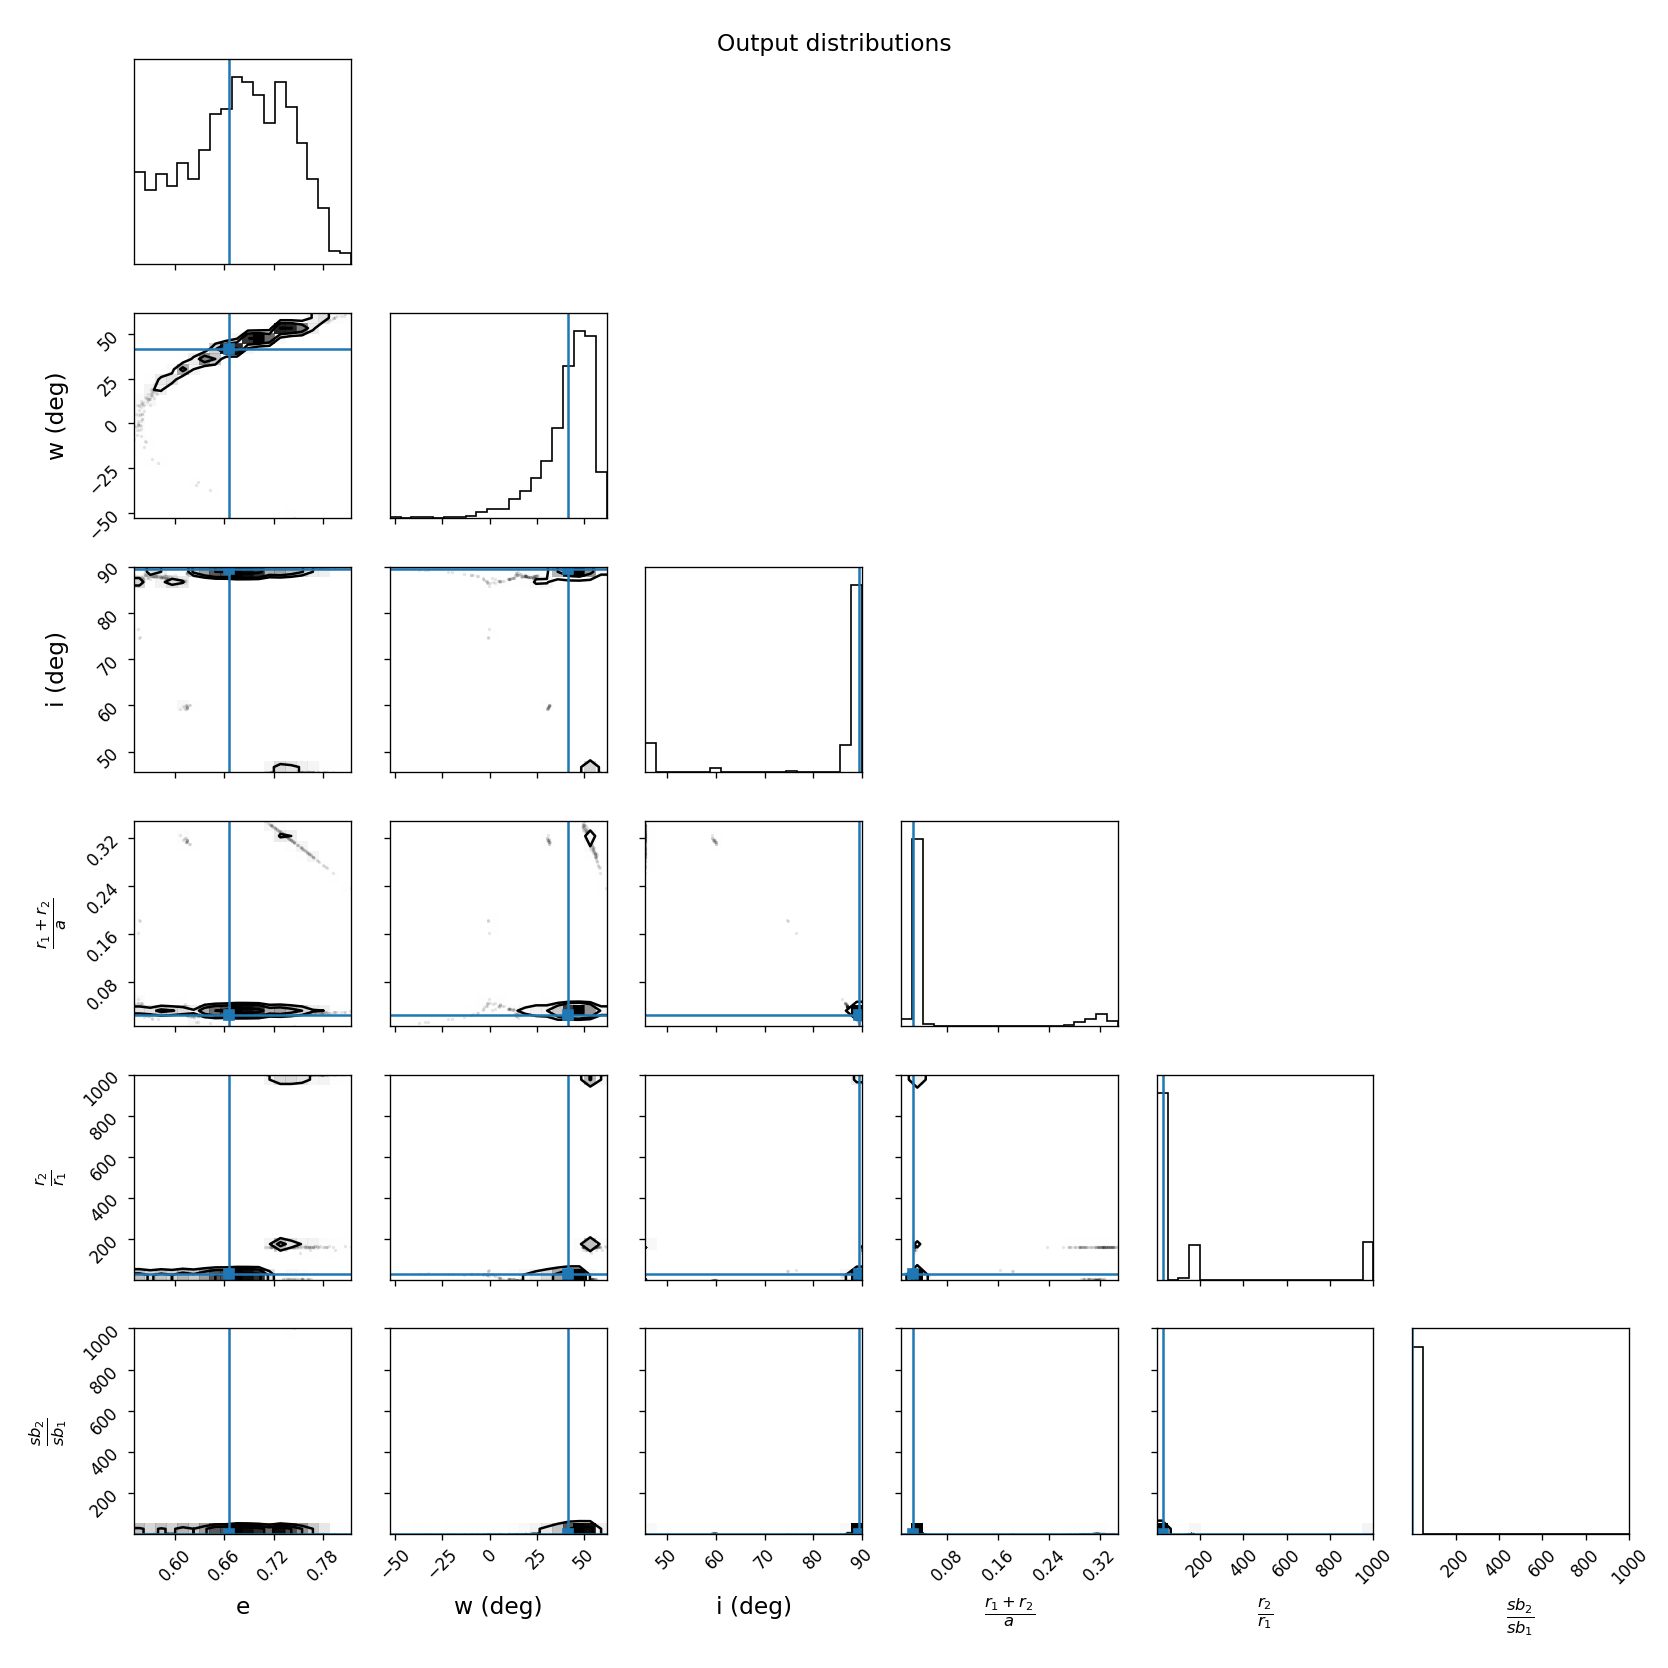 Output distributions
w (deg)
50
25
0
−25
−50
i (deg)
90
80
70
60
50
r₁ + r₂
a
0.32
0.24
0.16
0.08
r₂
r₁
1000
800
600
400
200
sb₂
sb₁
1000
800
600
400
200
0.60 0.66 0.72 0.78
−50 −25 0 25 50
50 60 70 80 90
0.08 0.16 0.24 0.32
200 400 600 800 1000
200 400 600 800 1000
e
w (deg)
i (deg)
r₁ + r₂
a
r₂
r₁
sb₂
sb₁